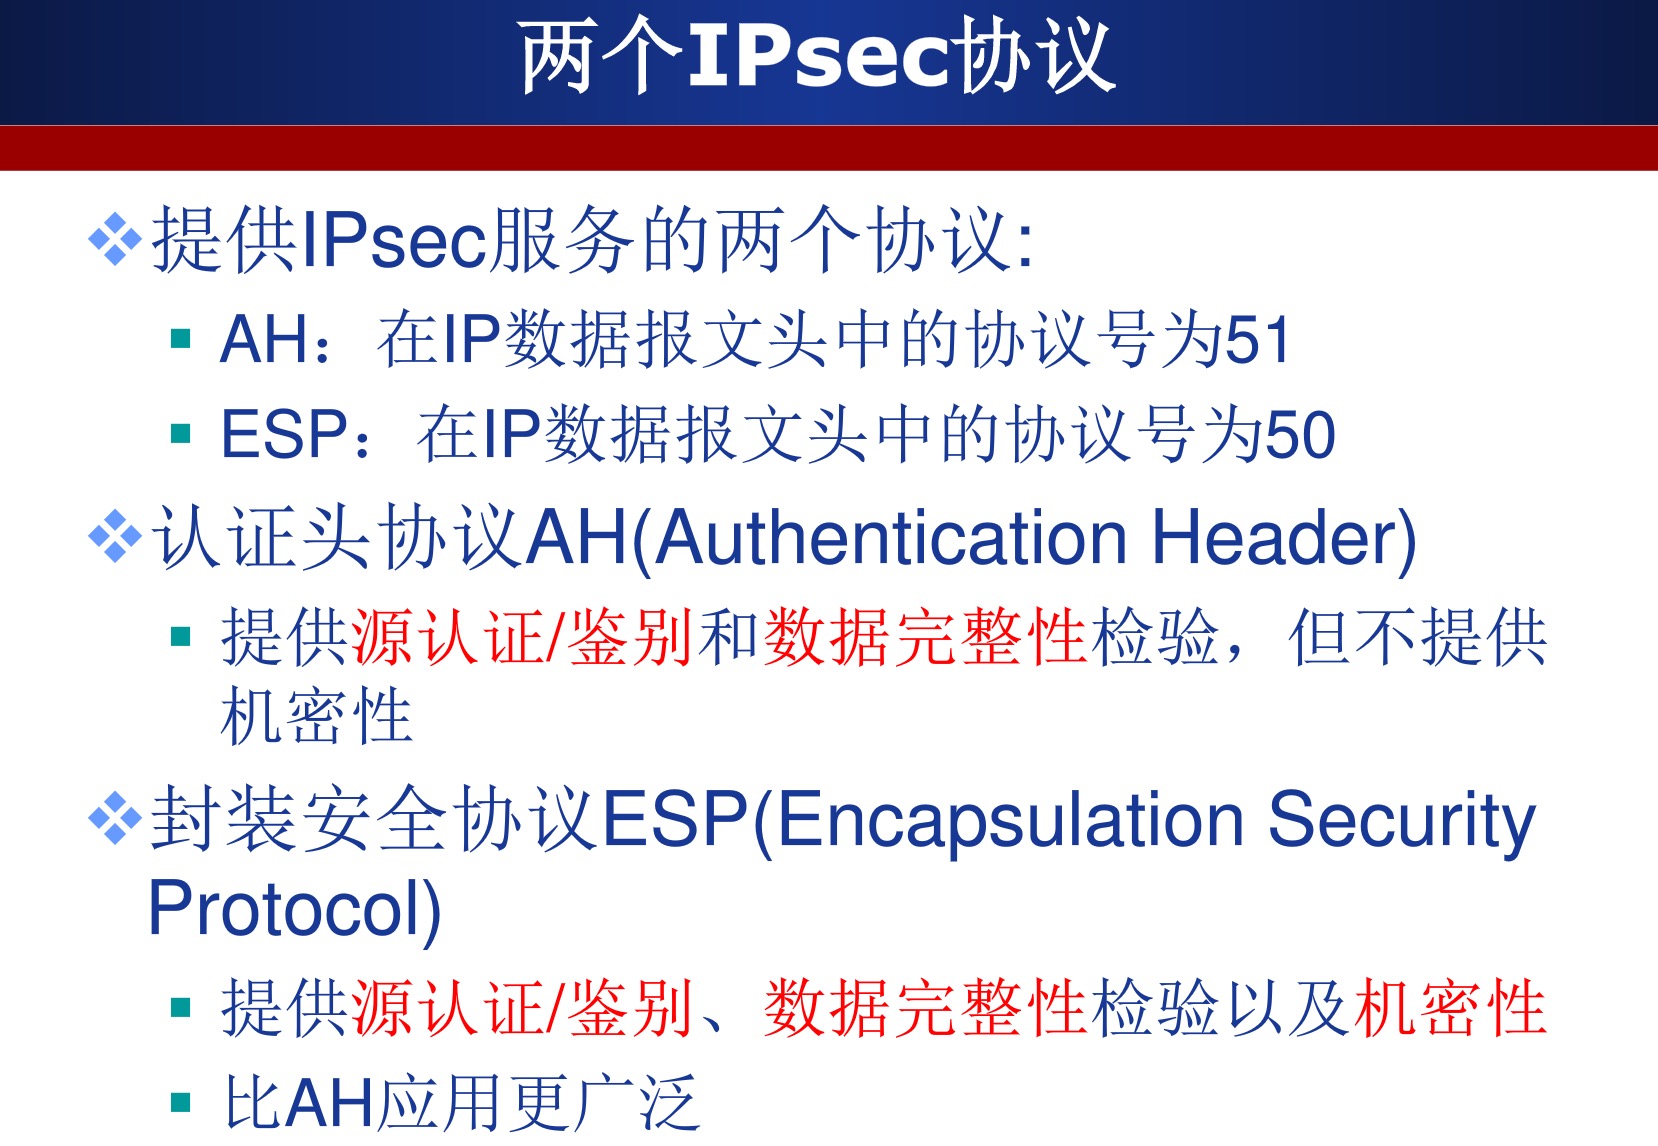 两个IPsec协议
提供IPsec服务的两个协议:
AH：在IP数据报文头中的协议号为51
ESP：在IP数据报文头中的协议号为50
认证头协议AH(Authentication Header)
提供源认证/鉴别和数据完整性检验，但不提供
机密性
封装安全协议ESP(Encapsulation Security
Protocol)
提供源认证/鉴别、数据完整性检验以及机密性
比AH应用更广泛